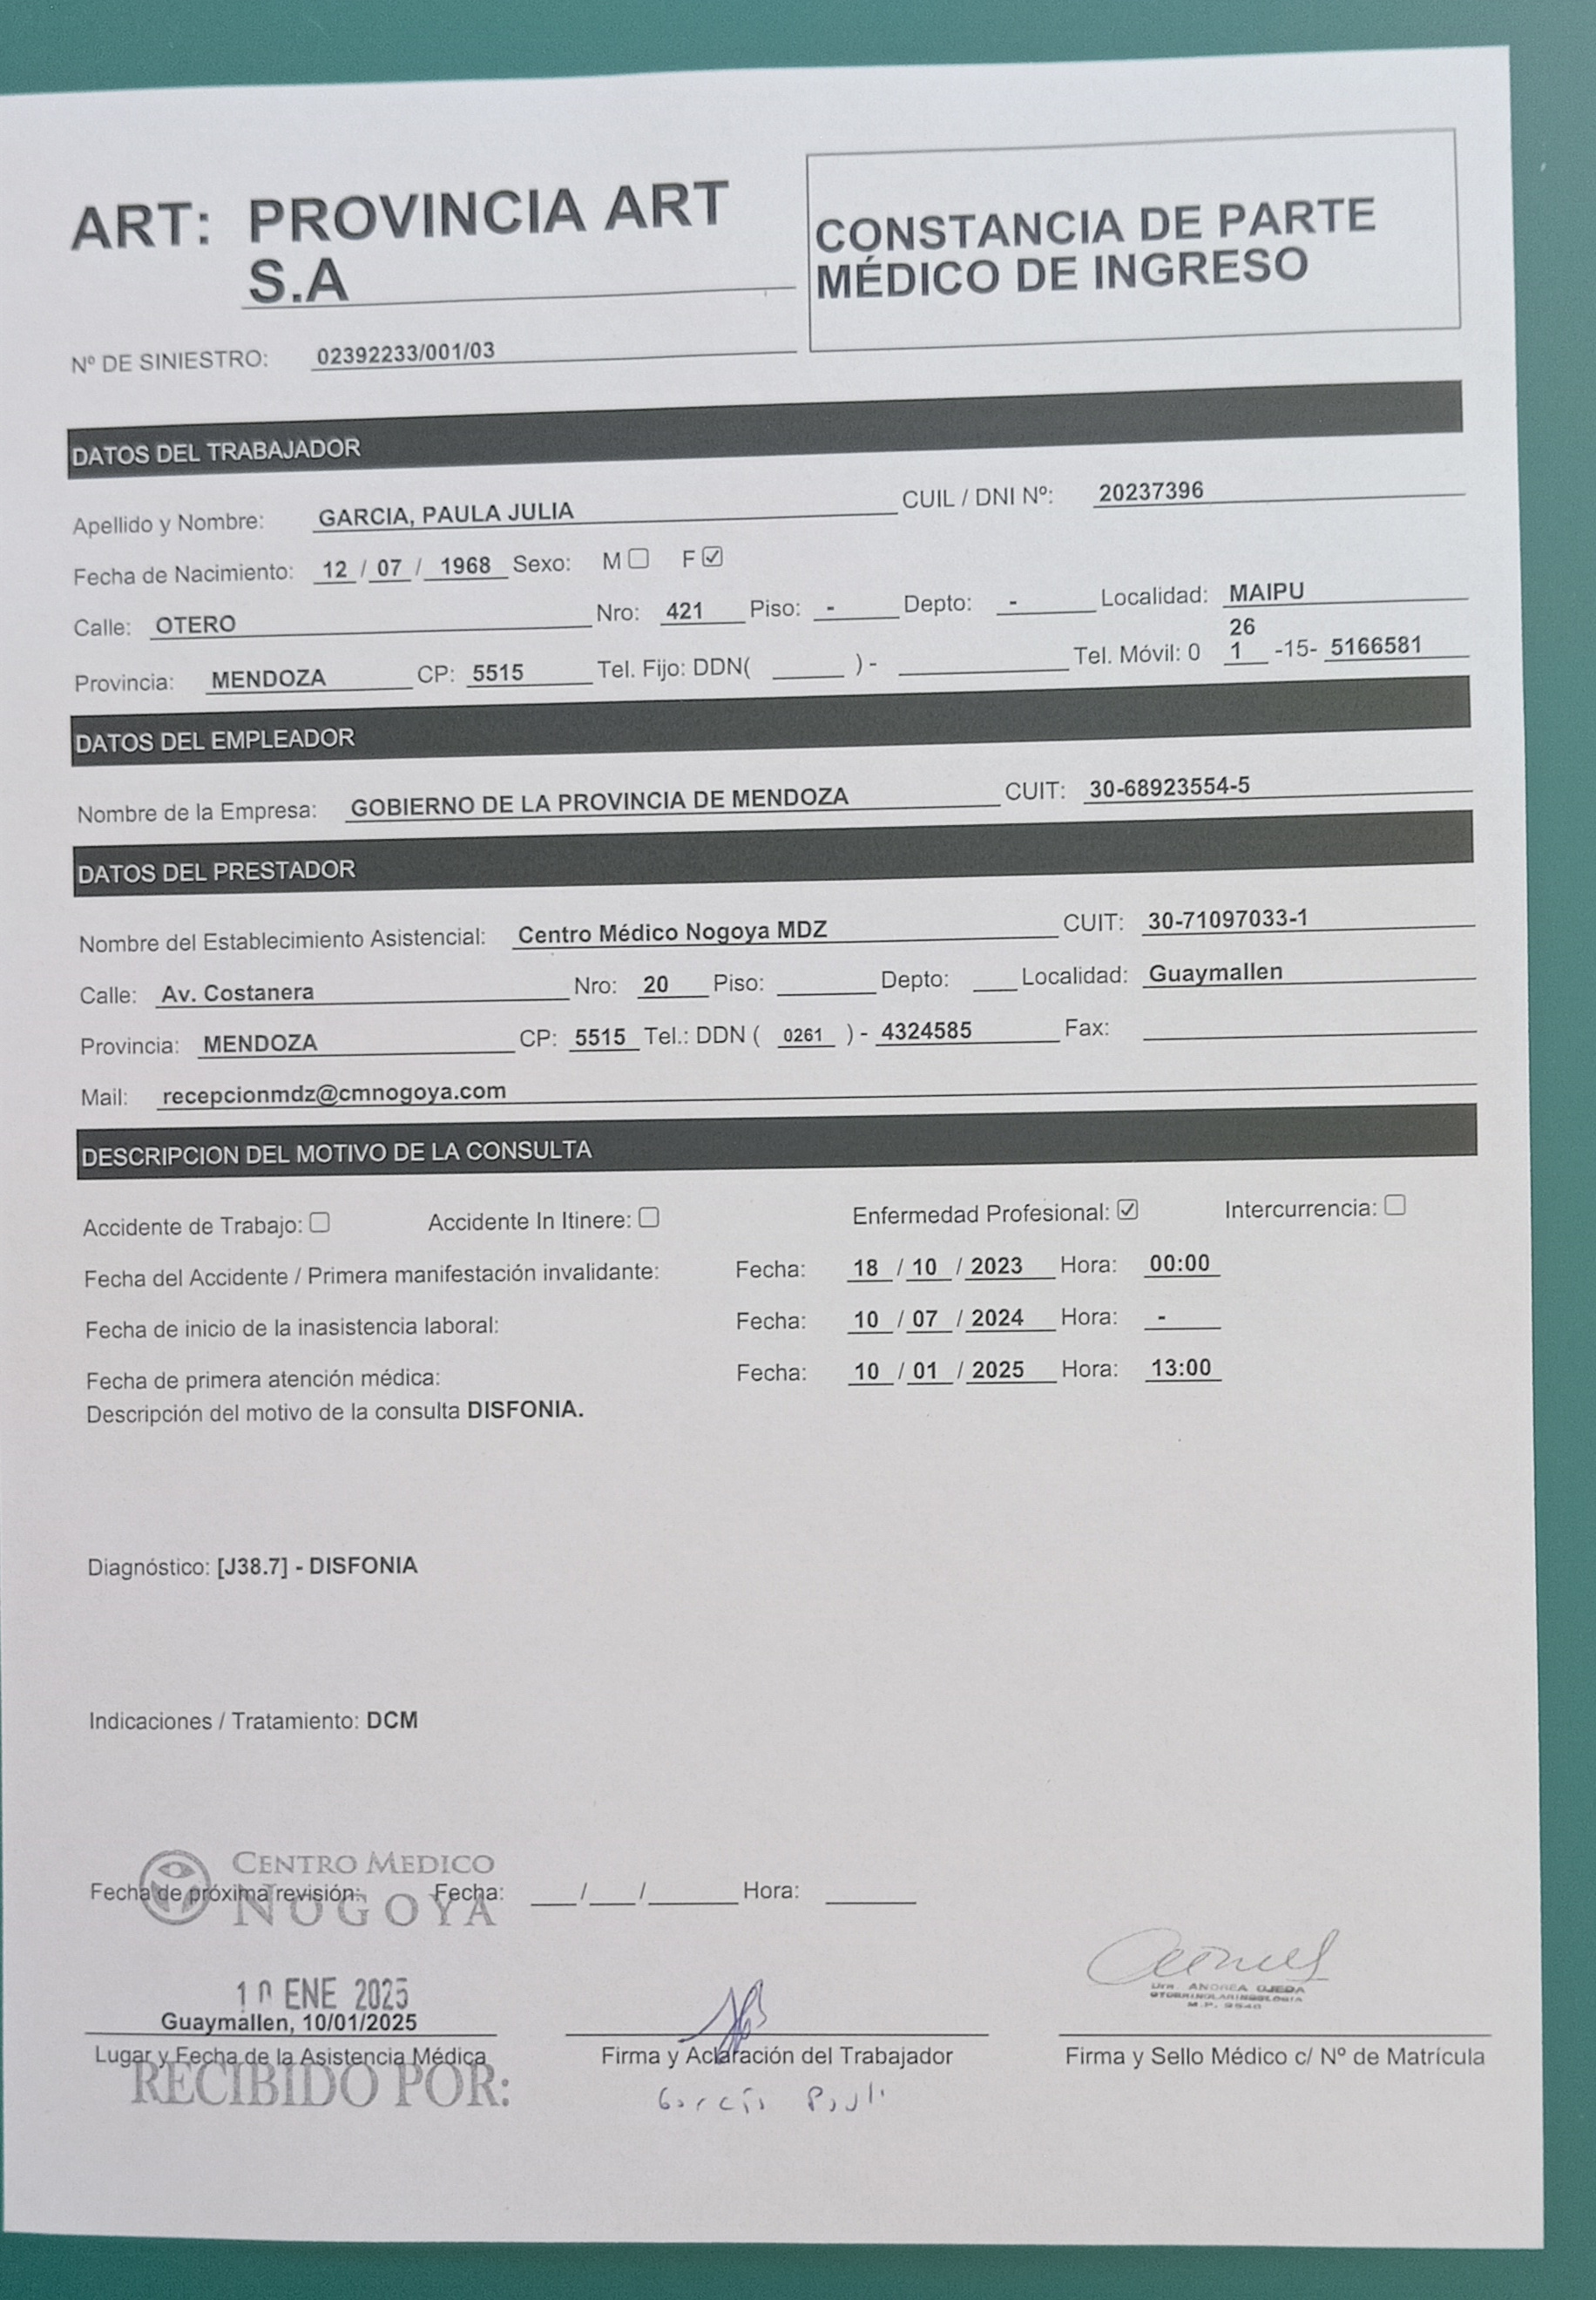 ART: PROVINCIA ART
S.A
CONSTANCIA DE PARTE
MÉDICO DE INGRESO
Nº DE SINIESTRO: 02392233/001/03
DATOS DEL TRABAJADOR
Apellido y Nombre: GARCIA, PAULA JULIA CUIL / DNI Nº: 20237396
Fecha de Nacimiento: 12 / 07 / 1968 Sexo: M☐ F☑
Calle: OTERO Nro: 421 Piso: - Depto: - Localidad: MAIPU
Provincia: MENDOZA CP: 5515 Tel. Fijo: DDN( ______ ) - ______ Tel. Móvil: 0 261 -15- 5166581
DATOS DEL EMPLEADOR
Nombre de la Empresa: GOBIERNO DE LA PROVINCIA DE MENDOZA CUIT: 30-68923554-5
DATOS DEL PRESTADOR
Nombre del Establecimiento Asistencial: Centro Médico Nogoya MDZ CUIT: 30-71097033-1
Calle: Av. Costanera Nro: 20 Piso: ______ Depto: ___ Localidad: Guaymallen
Provincia: MENDOZA CP: 5515 Tel.: DDN ( 0261 ) - 4324585 Fax:
Mail: recepcionmdz@cmnogoya.com
DESCRIPCION DEL MOTIVO DE LA CONSULTA
Accidente de Trabajo: ☐ Accidente In Itinere: ☐ Enfermedad Profesional: ☑ Intercurrencia: ☐
Fecha del Accidente / Primera manifestación invalidante: Fecha: 18 / 10 / 2023 Hora: 00:00
Fecha de inicio de la inasistencia laboral: Fecha: 10 / 07 / 2024 Hora: -
Fecha de primera atención médica: Fecha: 10 / 01 / 2025 Hora: 13:00
Descripción del motivo de la consulta DISFONIA.
Diagnóstico: [J38.7] - DISFONIA
Indicaciones / Tratamiento: DCM
CENTRO MEDICO
NOGOYA
Fecha de próxima revisión: Fecha: ___/___/______ Hora: ______
10 ENE 2025
Guaymallen, 10/01/2025
Lugar y Fecha de la Asistencia Médica
RECIBIDO POR:
Firma y Aclaración del Trabajador
García
Dra. ANDREA OJEDA
OTORRINOLARINGOLOGIA
M.P. 9540
Firma y Sello Médico c/ Nº de Matrícula